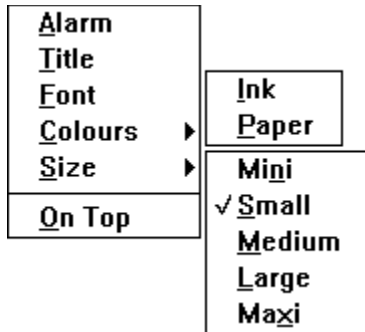 Alarm
Title
Font
Colours
Size
On Top
Ink
Paper
Mini
Small
Medium
Large
Maxi